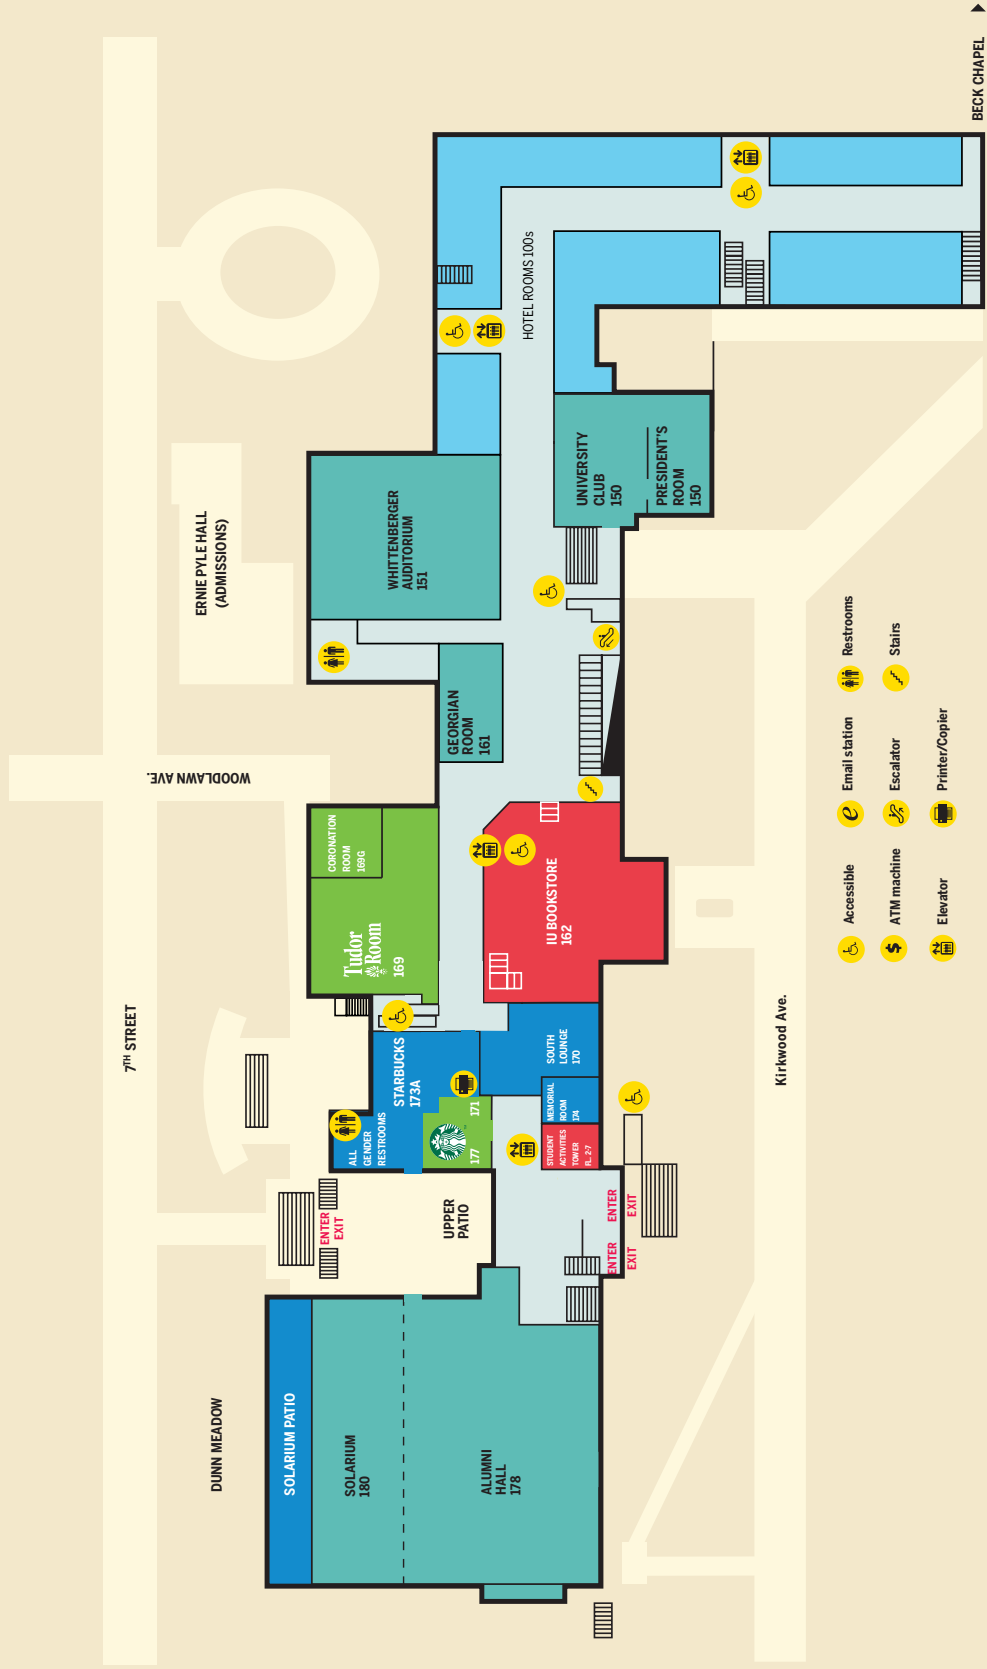 BECK CHAPEL
HOTEL ROOMS 100s
ERNIE PYLE HALL
(ADMISSIONS)
WHITTENBERGER
AUDITORIUM
151
UNIVERSITY
CLUB
150
PRESIDENT'S
ROOM
150
GEORGIAN
ROOM
161
WOODLAWN AVE.
CORONATION
ROOM
169G
Tudor
Room
169
IU BOOKSTORE
162
7TH STREET
STARBUCKS
173A
171
177
ALL
GENDER
RESTROOMS
SOUTH
LOUNGE
170
MEMORIAL
ROOM
174
STUDENT
ACTIVITIES
TOWER
FL. 2-7
UPPER
PATIO
ENTER
EXIT
ENTER
EXIT
ENTER
EXIT
DUNN MEADOW
SOLARIUM PATIO
SOLARIUM
180
ALUMNI
HALL
178
Kirkwood Ave.
Accessible
Email station
Restrooms
ATM machine
Escalator
Stairs
Elevator
Printer/Copier